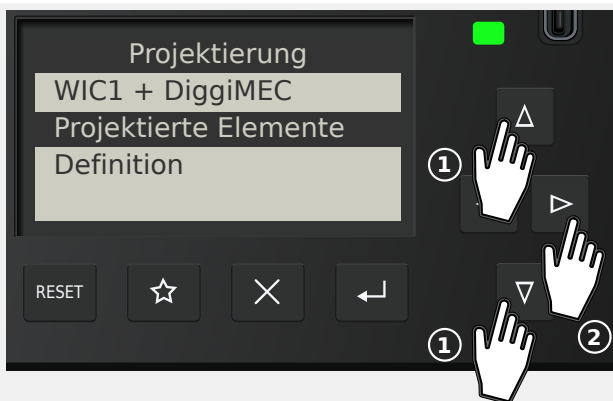 Projektierung
WIC1 + DiggiMEC
Projektierte Elemente
Definition
1
RESET
1
2